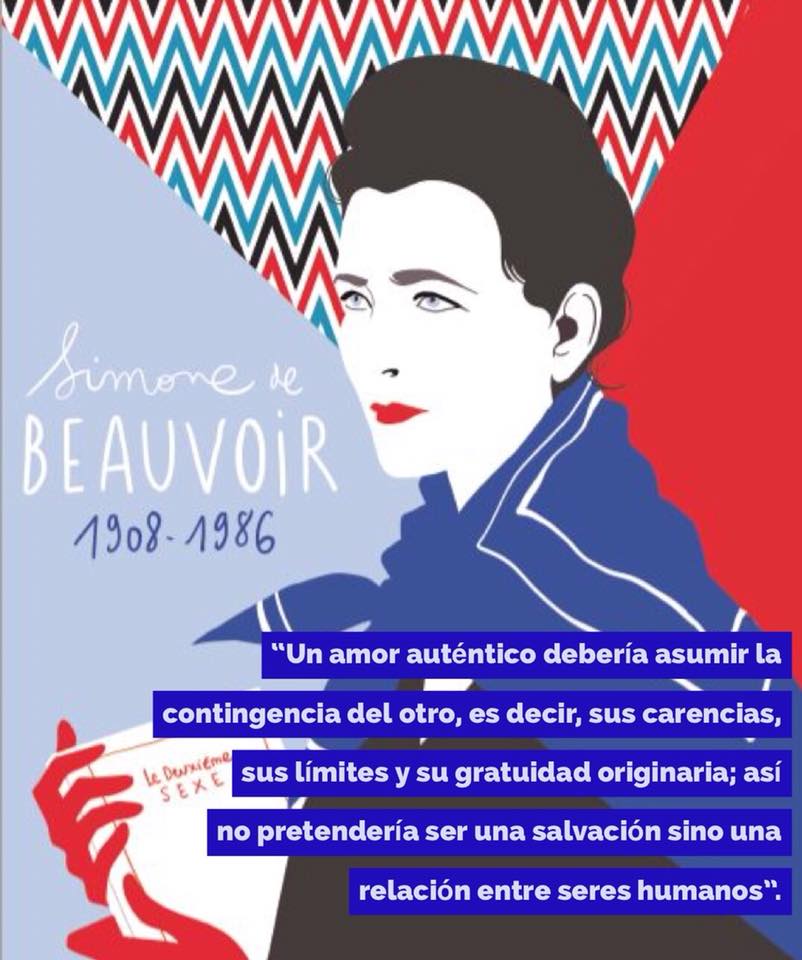 Simone de
BEAUVOiR
1908-1986
Le Deuxième
SEXE
“Un amor auténtico debería asumir la
contingencia del otro, es decir, sus carencias,
sus límites y su gratuidad originaria; así
no pretendería ser una salvación sino una
relación entre seres humanos”.